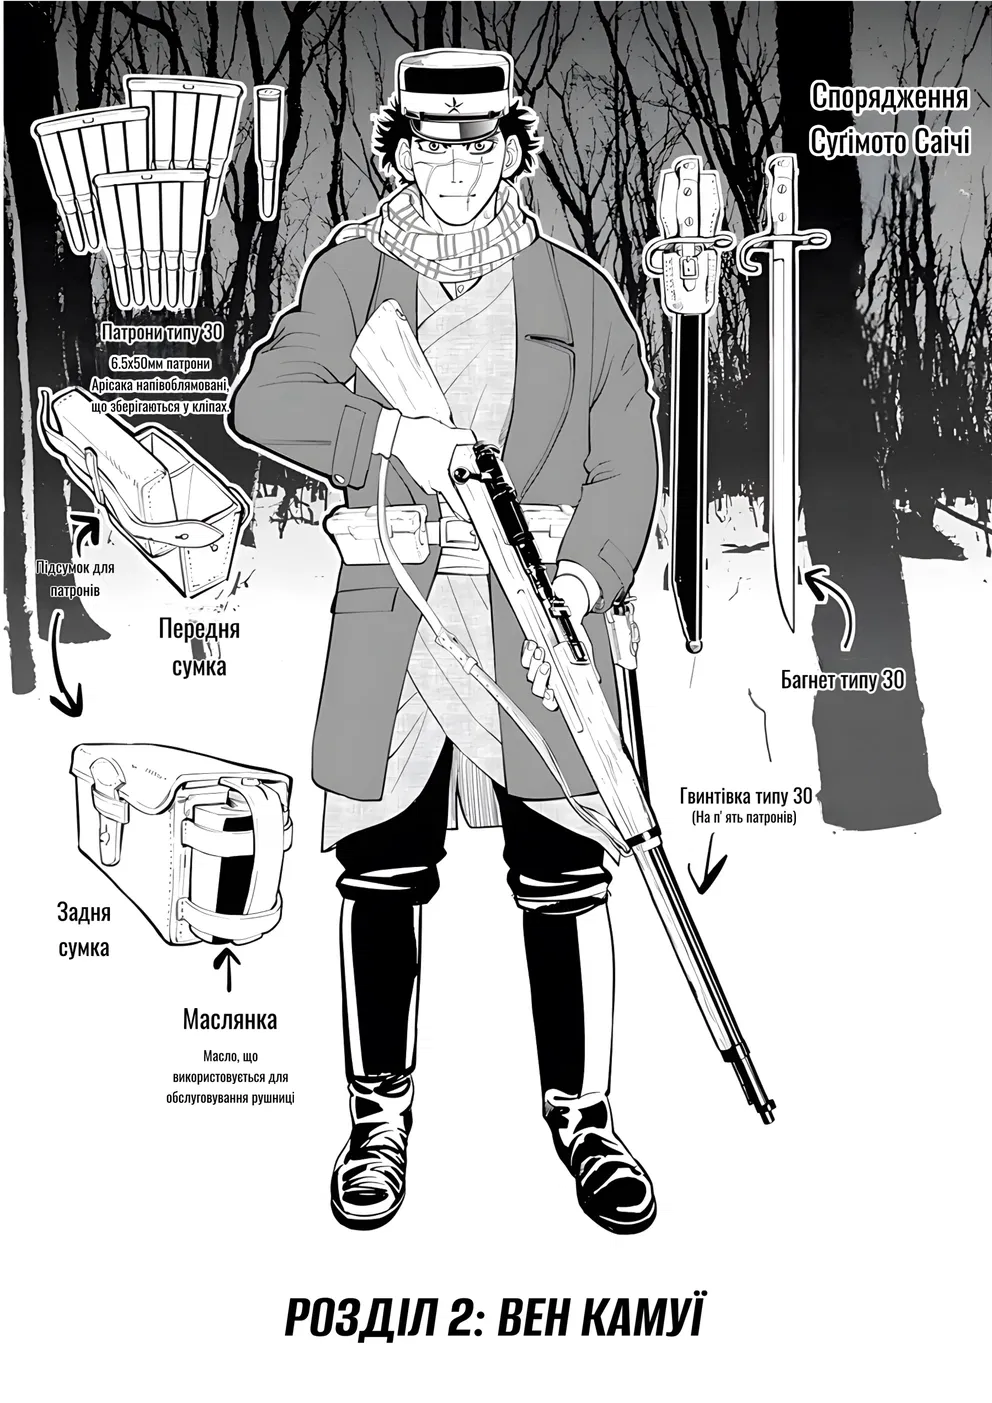 Спорядження
Суґімото Саічі
Патрони типу 30
6.5х50мм патрони
Арісака напівоблямовані,
що зберігаються у кліпах.
Підсумок для
патронів
Передня
сумка
Багнет типу 30
Гвинтівка типу 30
(На п' ять патронів)
Задня
сумка
Маслянка
Масло, що
використовується для
обслуговування рушниці
РОЗДІЛ 2: ВЕН КАМУЇ